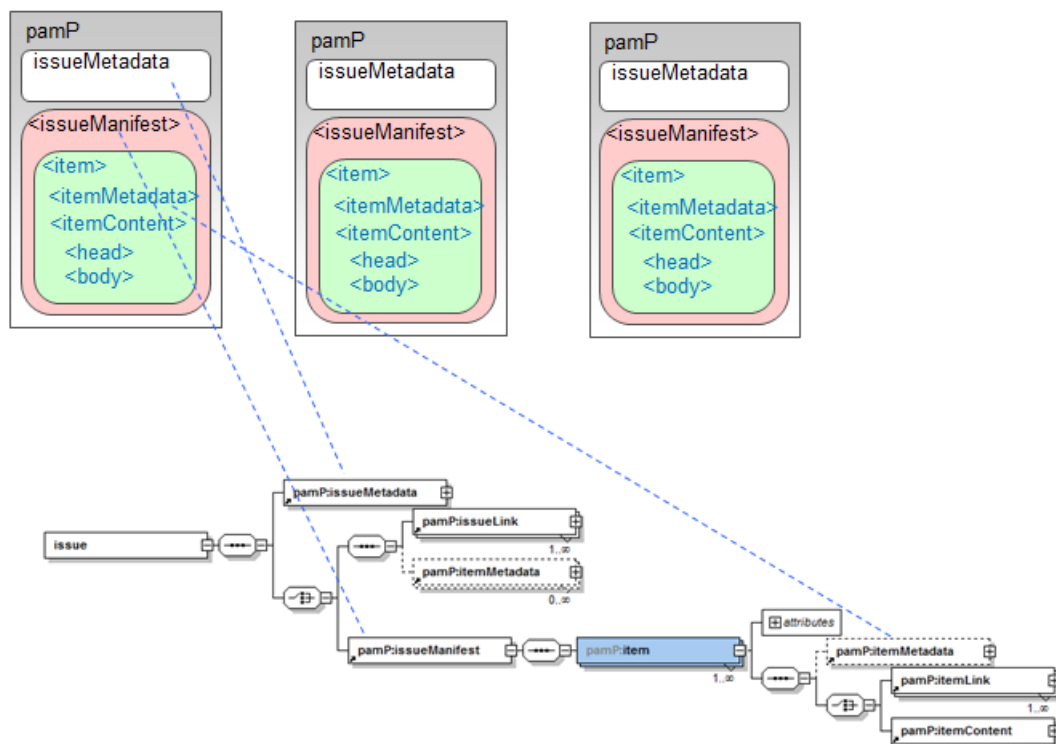 pamP
issueMetadata
<issueManifest>
<item>
<itemMetadata>
<itemContent>
<head>
<body>
pamP
issueMetadata
<issueManifest>
<item>
<itemMetadata>
<itemContent>
<head>
<body>
pamP
issueMetadata
<issueManifest>
<item>
<itemMetadata>
<itemContent>
<head>
<body>
pamP:issueMetadata
pamP:issueLink
1..∞
issue
pamP:itemMetadata
0..∞
attributes
pamP:issueManifest
pamP:item
1..∞
pamP:itemMetadata
pamP:itemLink
1..∞
pamP:itemContent